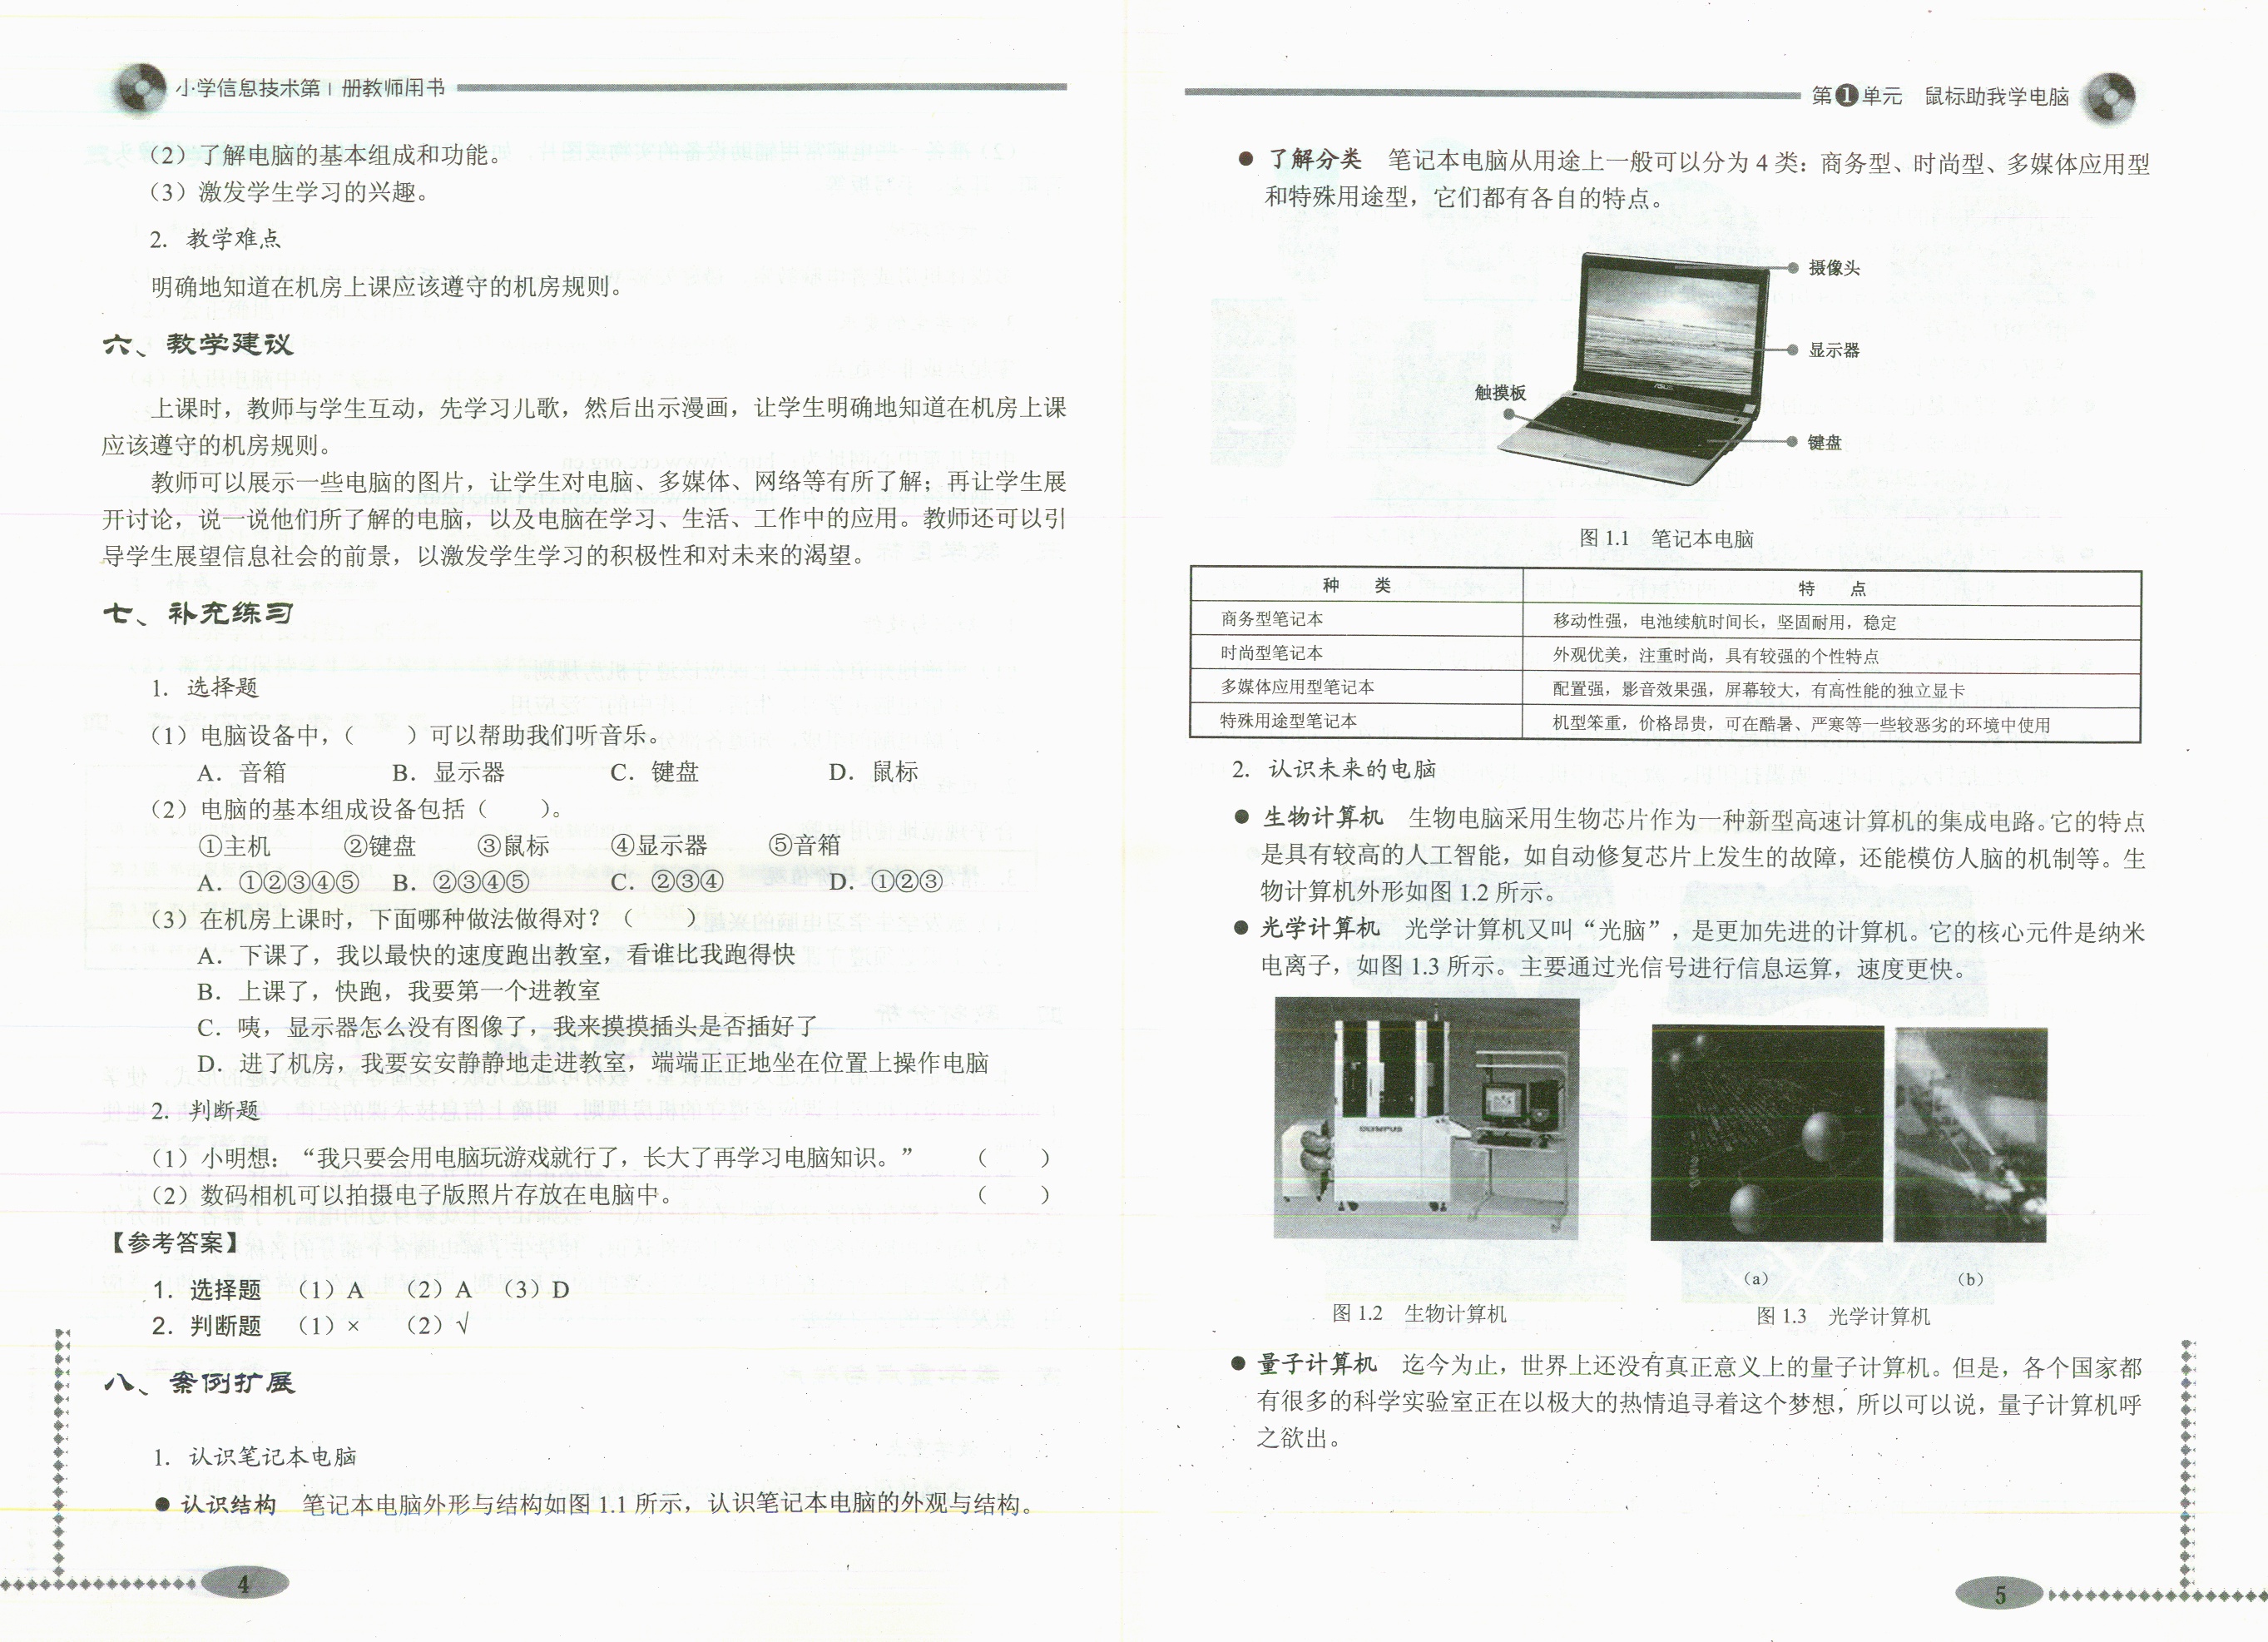 小学信息技术第1册教师用书
（2）了解电脑的基本组成和功能。
（3）激发学生学习的兴趣。
2. 教学难点
明确地知道在机房上课应该遵守的机房规则。
六、教学建议
上课时，教师与学生互动，先学习儿歌，然后出示漫画，让学生明确地知道在机房上课
应该遵守的机房规则。
教师可以展示一些电脑的图片，让学生对电脑、多媒体、网络等有所了解；再让学生展
开讨论，说一说他们所了解的电脑，以及电脑在学习、生活、工作中的应用。教师还可以引
导学生展望信息社会的前景，以激发学生学习的积极性和对未来的渴望。
七、补充练习
1. 选择题
（1）电脑设备中，（　　）可以帮助我们听音乐。
A．音箱　B．显示器　C．键盘　D．鼠标
（2）电脑的基本组成设备包括（　　）。
①主机　②键盘　③鼠标　④显示器　⑤音箱
A．①②③④⑤　B．②③④⑤　C．②③④　D．①②③
（3）在机房上课时，下面哪种做法做得对？（　　）
A．下课了，我以最快的速度跑出教室，看谁比我跑得快
B．上课了，快跑，我要第一个进教室
C．咦，显示器怎么没有图像了，我来摸摸插头是否插好了
D．进了机房，我要安安静静地走进教室，端端正正地坐在位置上操作电脑
2. 判断题
（1）小明想：“我只要会用电脑玩游戏就行了，长大了再学习电脑知识。”　（　　）
（2）数码相机可以拍摄电子版照片存放在电脑中。　（　　）
【参考答案】
1．选择题　（1）A　（2）A　（3）D
2．判断题　（1）×　（2）√
八、案例扩展
1. 认识笔记本电脑
● 认识结构　笔记本电脑外形与结构如图 1.1 所示，认识笔记本电脑的外观与结构。
4
第1单元　鼠标助我学电脑
● 了解分类　笔记本电脑从用途上一般可以分为 4 类：商务型、时尚型、多媒体应用型
和特殊用途型，它们都有各自的特点。
摄像头
显示器
触摸板
键盘
ASUS
图 1.1　笔记本电脑
种　类　特　点
商务型笔记本　移动性强，电池续航时间长，坚固耐用，稳定
时尚型笔记本　外观优美，注重时尚，具有较强的个性特点
多媒体应用型笔记本　配置强，影音效果强，屏幕较大，有高性能的独立显卡
特殊用途型笔记本　机型笨重，价格昂贵，可在酷暑、严寒等一些较恶劣的环境中使用
2. 认识未来的电脑
● 生物计算机　生物电脑采用生物芯片作为一种新型高速计算机的集成电路。它的特点
是具有较高的人工智能，如自动修复芯片上发生的故障，还能模仿人脑的机制等。生
物计算机外形如图 1.2 所示。
● 光学计算机　光学计算机又叫“光脑”，是更加先进的计算机。它的核心元件是纳米
电离子，如图 1.3 所示。主要通过光信号进行信息运算，速度更快。
OLYMPUS
（a）　（b）
图 1.2　生物计算机　图 1.3　光学计算机
● 量子计算机　迄今为止，世界上还没有真正意义上的量子计算机。但是，各个国家都
有很多的科学实验室正在以极大的热情追寻着这个梦想，所以可以说，量子计算机呼
之欲出。
5